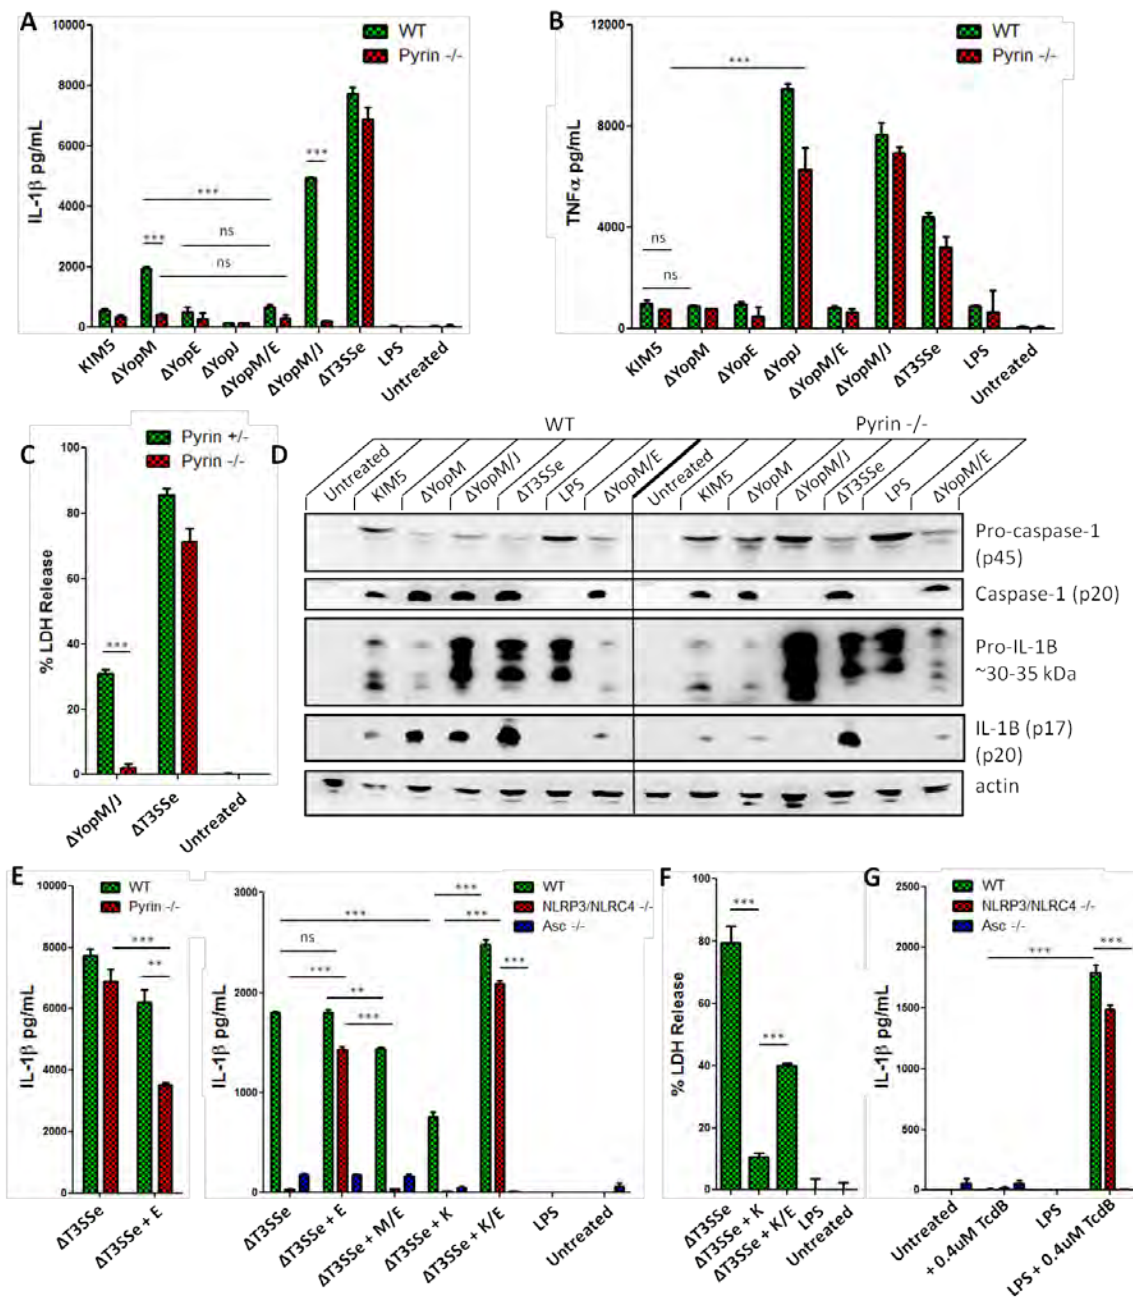 A
IL-1β pg/mL
10000
8000
6000
4000
2000
0
WT
Pyrin -/-
***
***
ns
ns
***
KIM5
ΔYopM
ΔYopE
ΔYopJ
ΔYopM/E
ΔYopM/J
ΔT3SSe
LPS
Untreated
B
TNFα pg/mL
12000
8000
4000
0
WT
Pyrin -/-
***
ns
ns
KIM5
ΔYopM
ΔYopE
ΔYopJ
ΔYopM/E
ΔYopM/J
ΔT3SSe
LPS
Untreated
C
% LDH Release
100
80
60
40
20
0
Pyrin +/-
Pyrin -/-
***
ΔYopM/J
ΔT3SSe
Untreated
D
WT
Pyrin -/-
Untreated
KIM5
ΔYopM
ΔYopM/J
ΔT3SSe
LPS
ΔYopM/E
Untreated
KIM5
ΔYopM
ΔYopM/J
ΔT3SSe
LPS
ΔYopM/E
Pro-caspase-1
(p45)
Caspase-1 (p20)
Pro-IL-1B
~30-35 kDa
IL-1B (p17)
(p20)
actin
E
IL-1β pg/mL
10000
8000
6000
4000
2000
0
WT
Pyrin -/-
***
**
ΔT3SSe
ΔT3SSe + E
IL-1β pg/mL
3000
2000
1000
0
WT
NLRP3/NLRC4 -/-
Asc -/-
***
***
***
ns
***
***
**
***
ΔT3SSe
ΔT3SSe + E
ΔT3SSe + M/E
ΔT3SSe + K
ΔT3SSe + K/E
LPS
Untreated
F
% LDH Release
100
80
60
40
20
0
WT
***
***
ΔT3SSe
ΔT3SSe + K
ΔT3SSe + K/E
LPS
Untreated
G
IL-1β pg/mL
2500
2000
1500
1000
500
0
WT
NLRP3/NLRC4 -/-
Asc -/-
***
***
Untreated
+ 0.4uM TcdB
LPS
LPS + 0.4uM TcdB